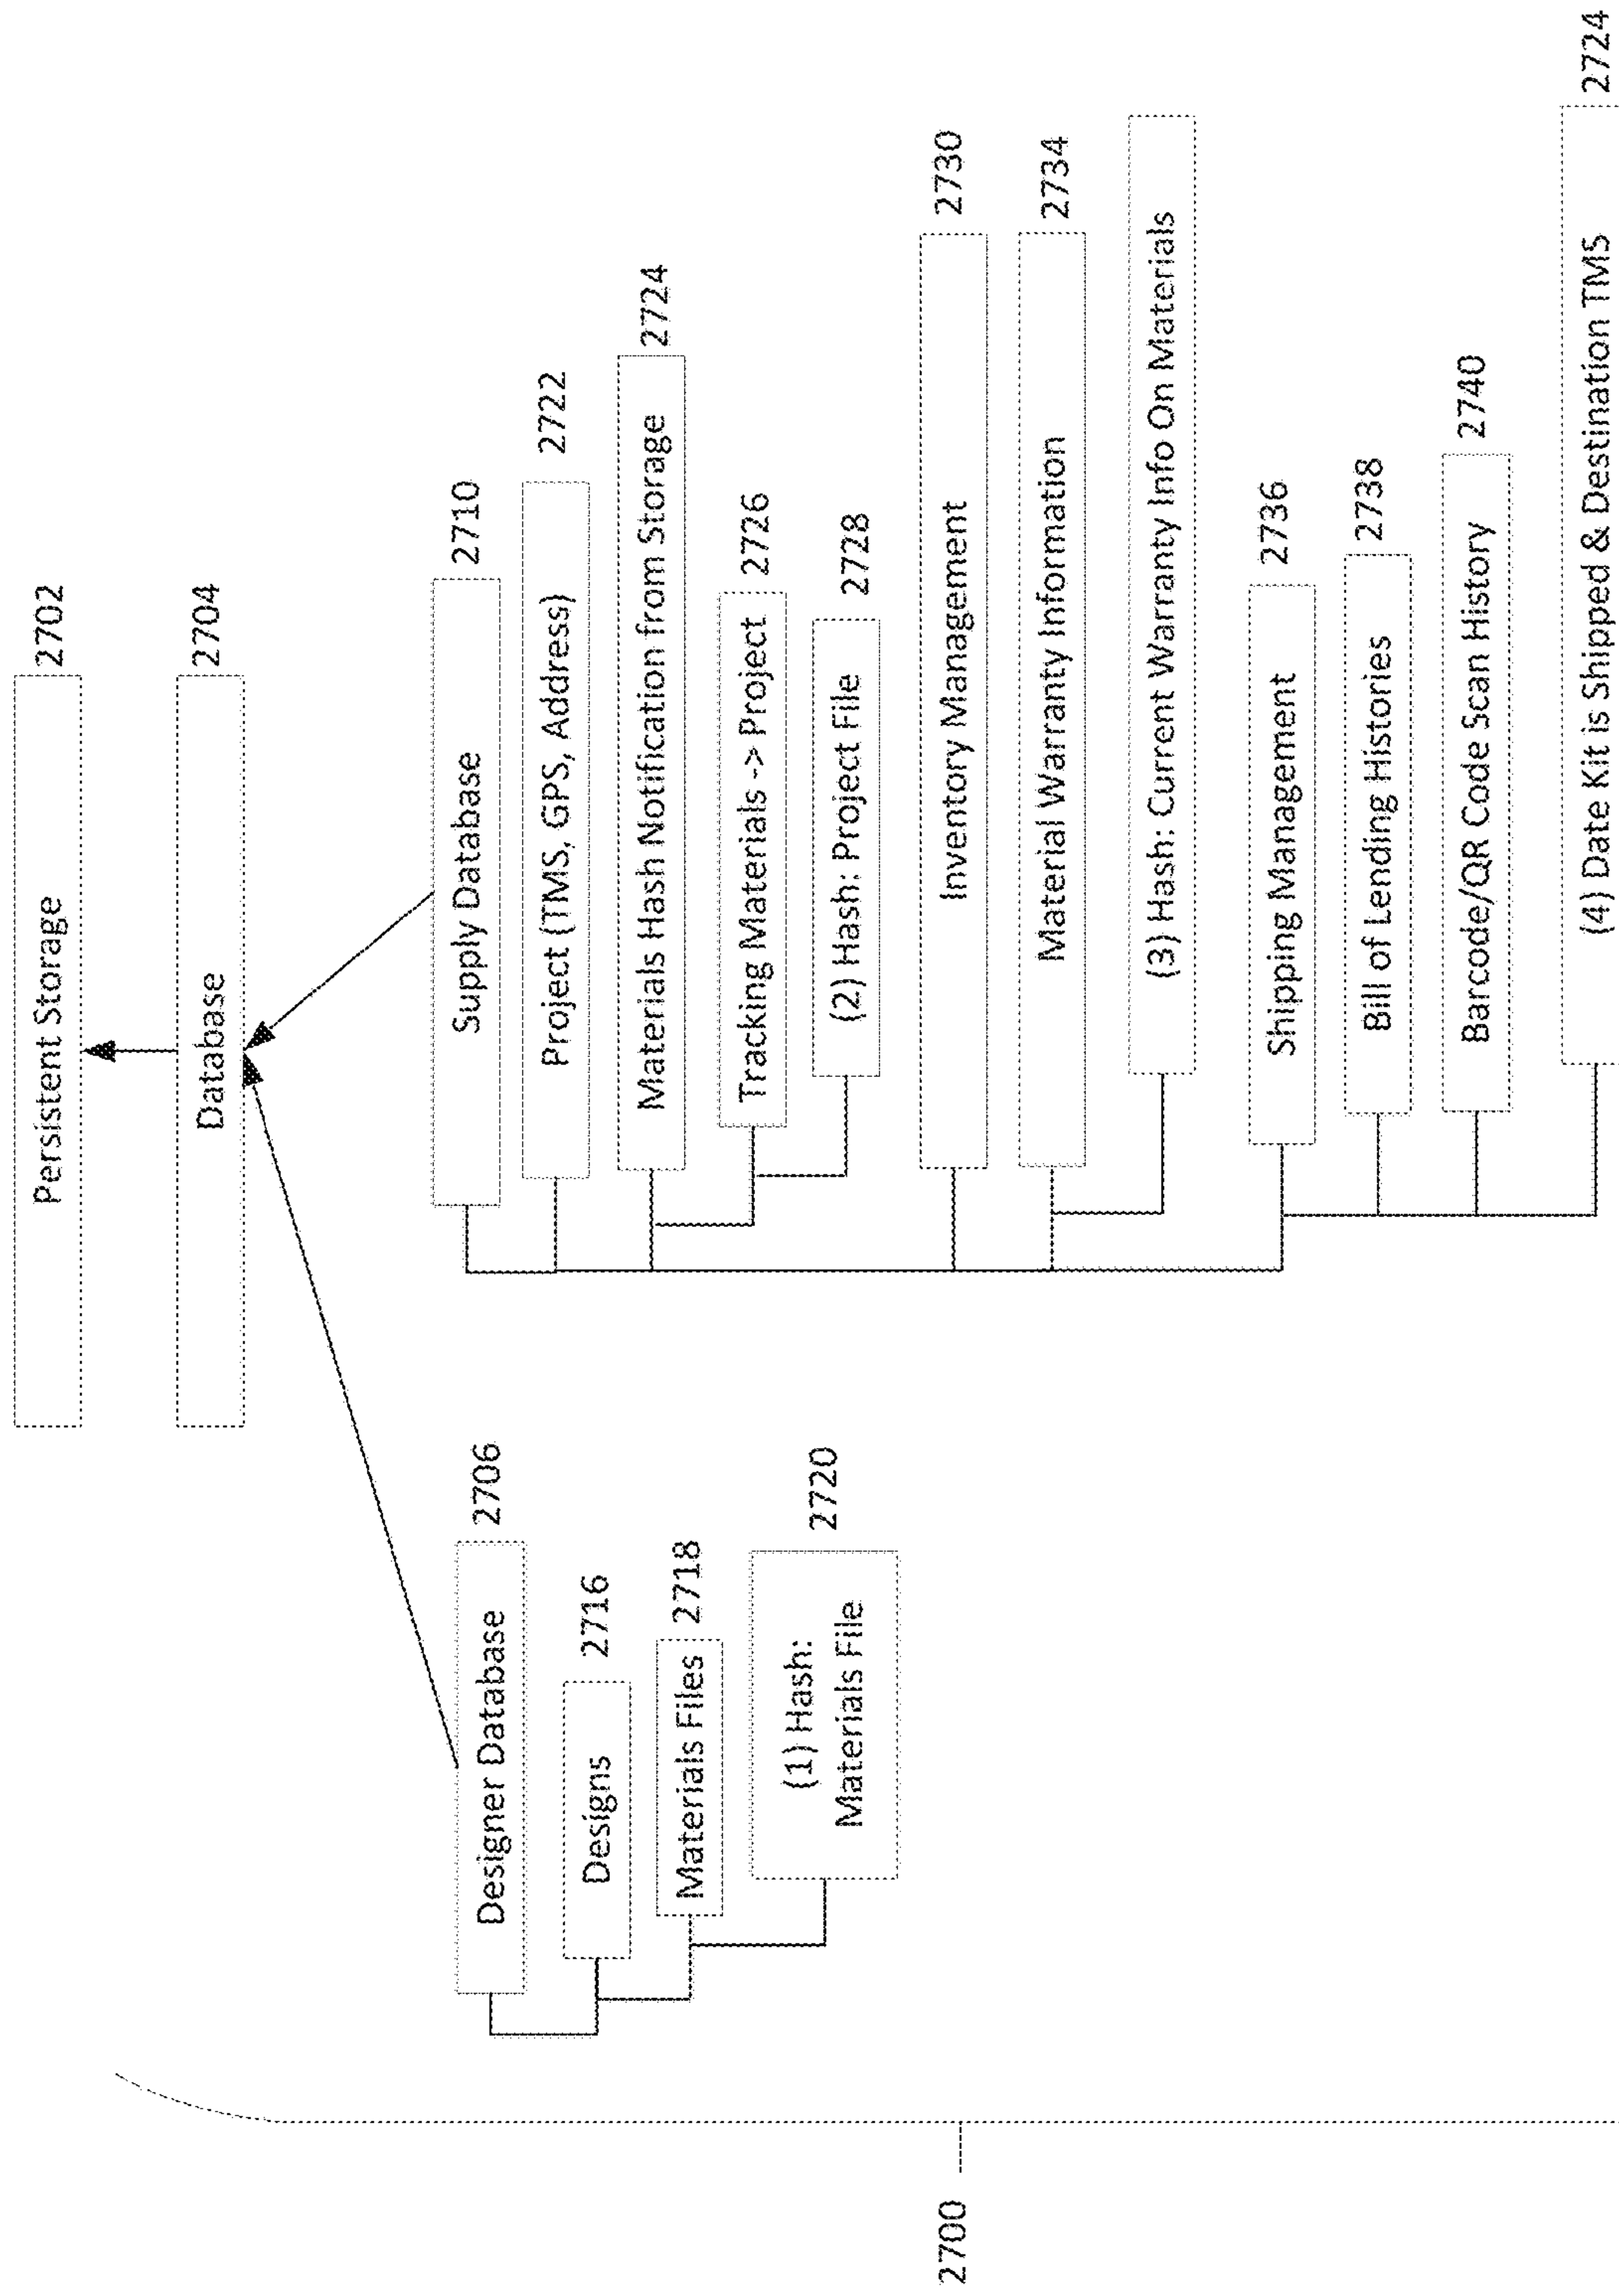 Persistent Storage
2702
Database
2704
Designer Database
2706
Designs
2716
Materials Files
2718
(1) Hash:
Materials File
2720
Supply Database
2710
Project (TMS, GPS, Address)
2722
Materials Hash Notification from Storage
2724
Tracking Materials -> Project
2726
(2) Hash: Project File
2728
Inventory Management
2730
Material Warranty Information
2734
(3) Hash: Current Warranty Info On Materials
Shipping Management
2736
Bill of Lending Histories
2738
Barcode/QR Code Scan History
2740
(4) Date Kit is Shipped & Destination TMS
2724
2700